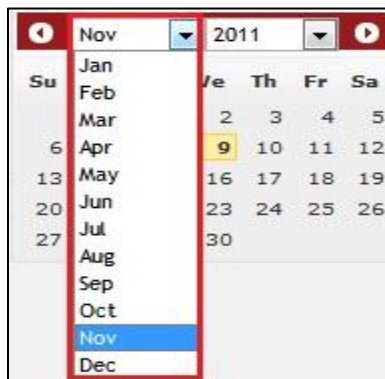 Nov 2011
Su Jan We Th Fr Sa
Feb
Mar 2 3 4 5
6 Apr 9 10 11 12
13 May 16 17 18 19
20 Jun 23 24 25 26
27 Jul 30
Aug
Sep
Oct
Nov
Dec